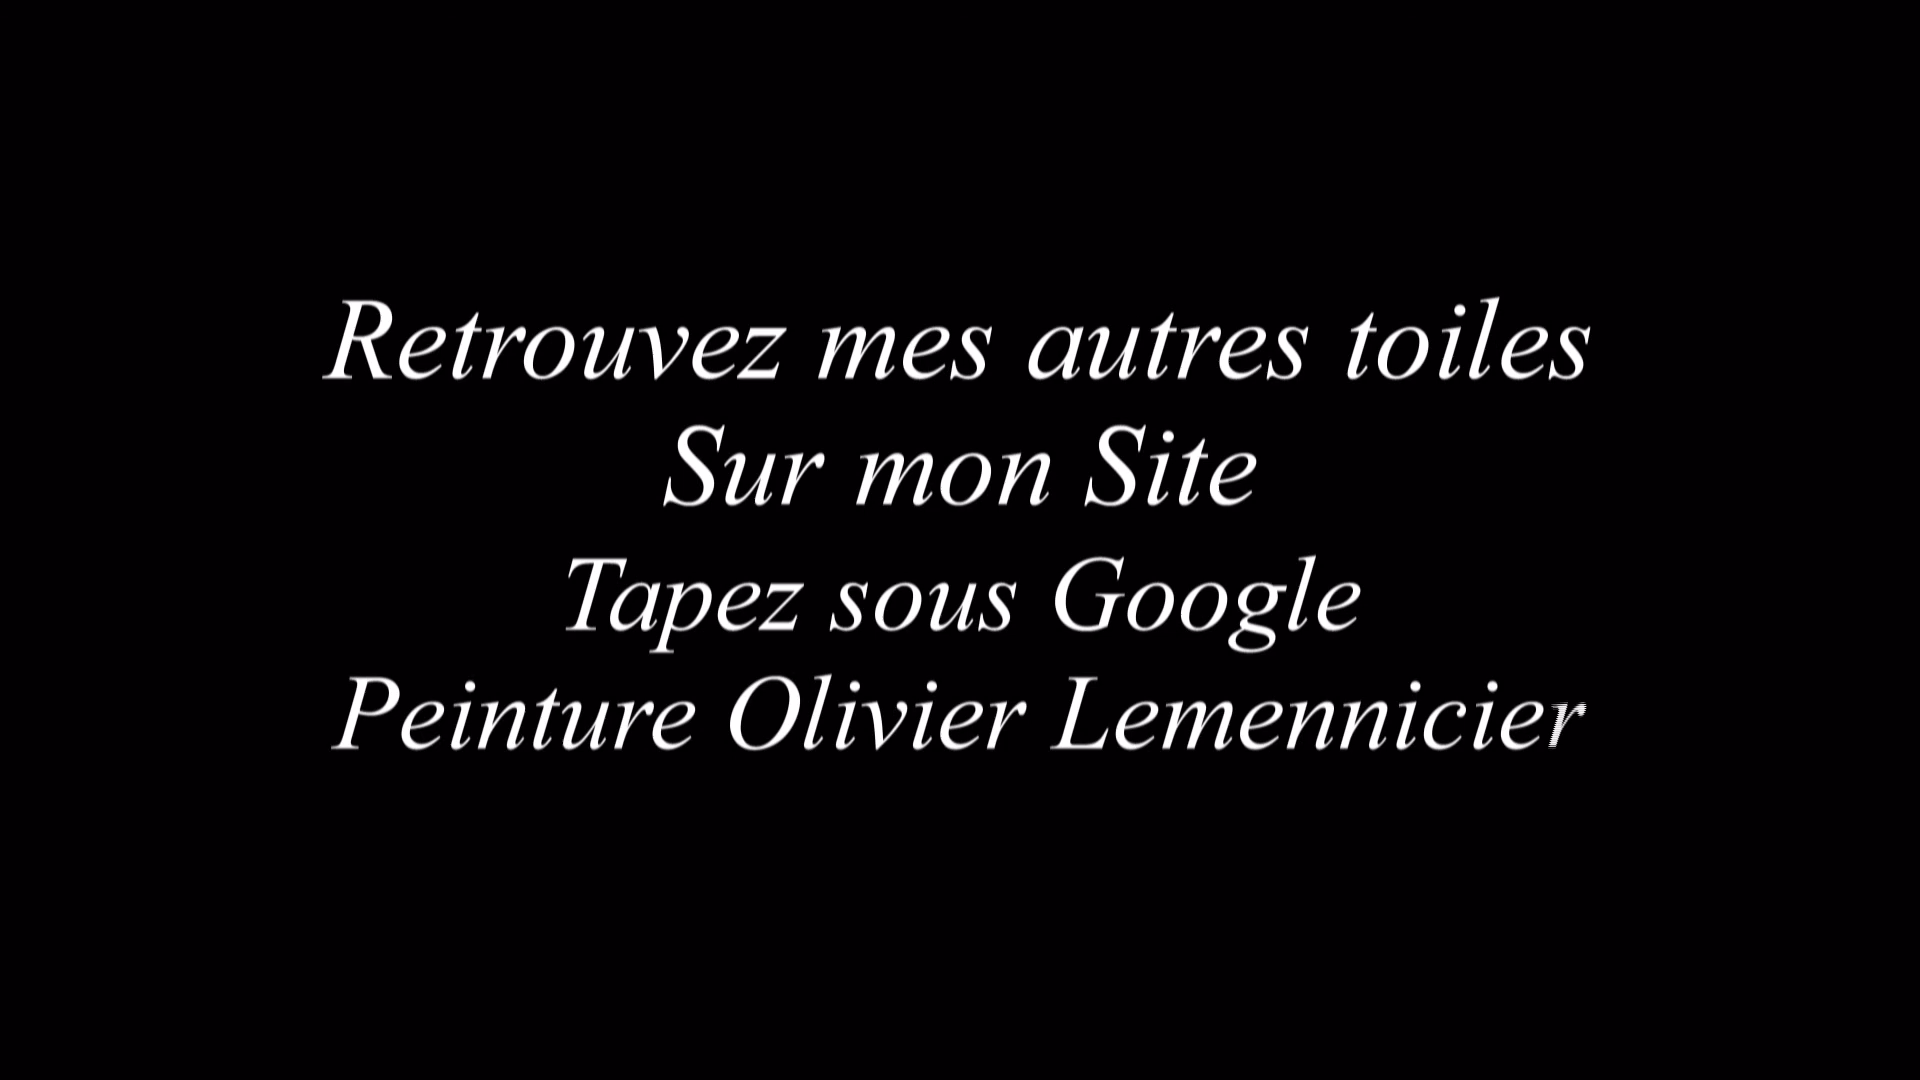 Retrouvez mes autres toiles
Sur mon Site
Tapez sous Google
Peinture Olivier Lemennicier